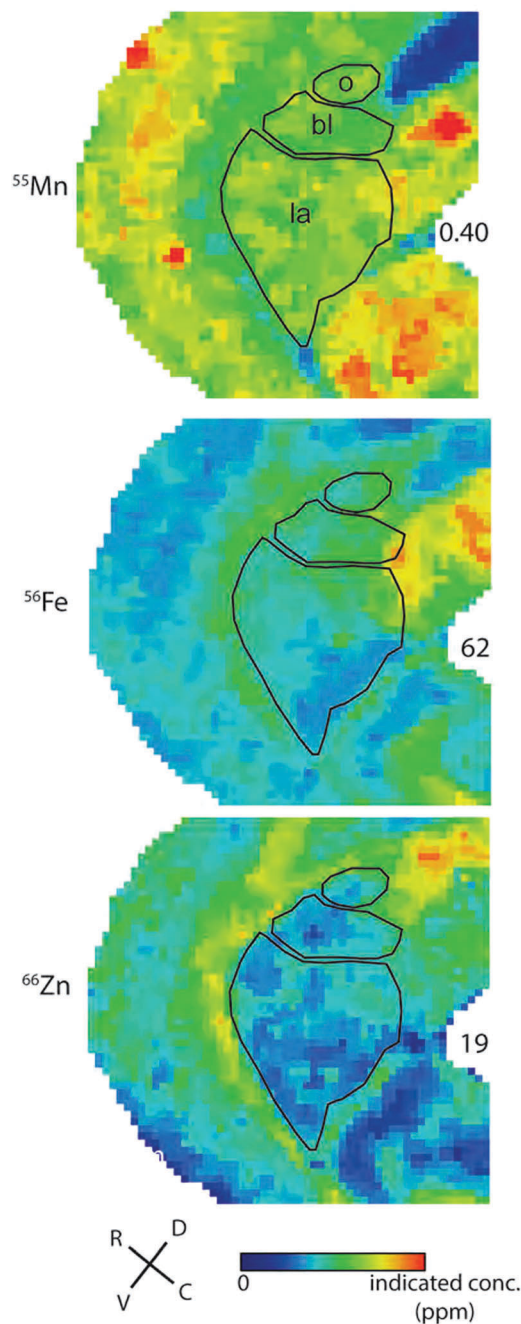 o
bl
la
⁵⁵Mn
0.40
⁵⁶Fe
62
⁶⁶Zn
19
R D
V C
0 indicated conc.
(ppm)